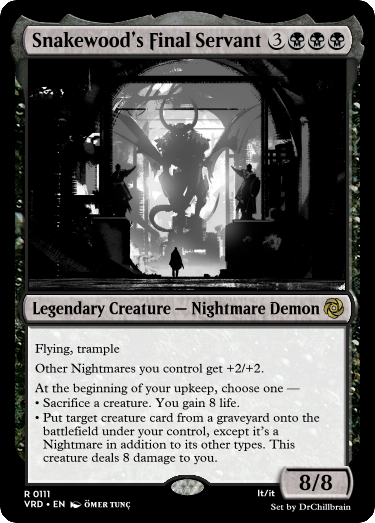 Snakewood's Final Servant 3
Legendary Creature — Nightmare Demon
Flying, trample
Other Nightmares you control get +2/+2.
At the beginning of your upkeep, choose one —
• Sacrifice a creature. You gain 8 life.
• Put target creature card from a graveyard onto the
battlefield under your control, except it's a
Nightmare in addition to its other types. This
creature deals 8 damage to you.
8/8
R 0111 lt/it
VRD • EN ÖMER TUNÇ Set by DrChillbrain